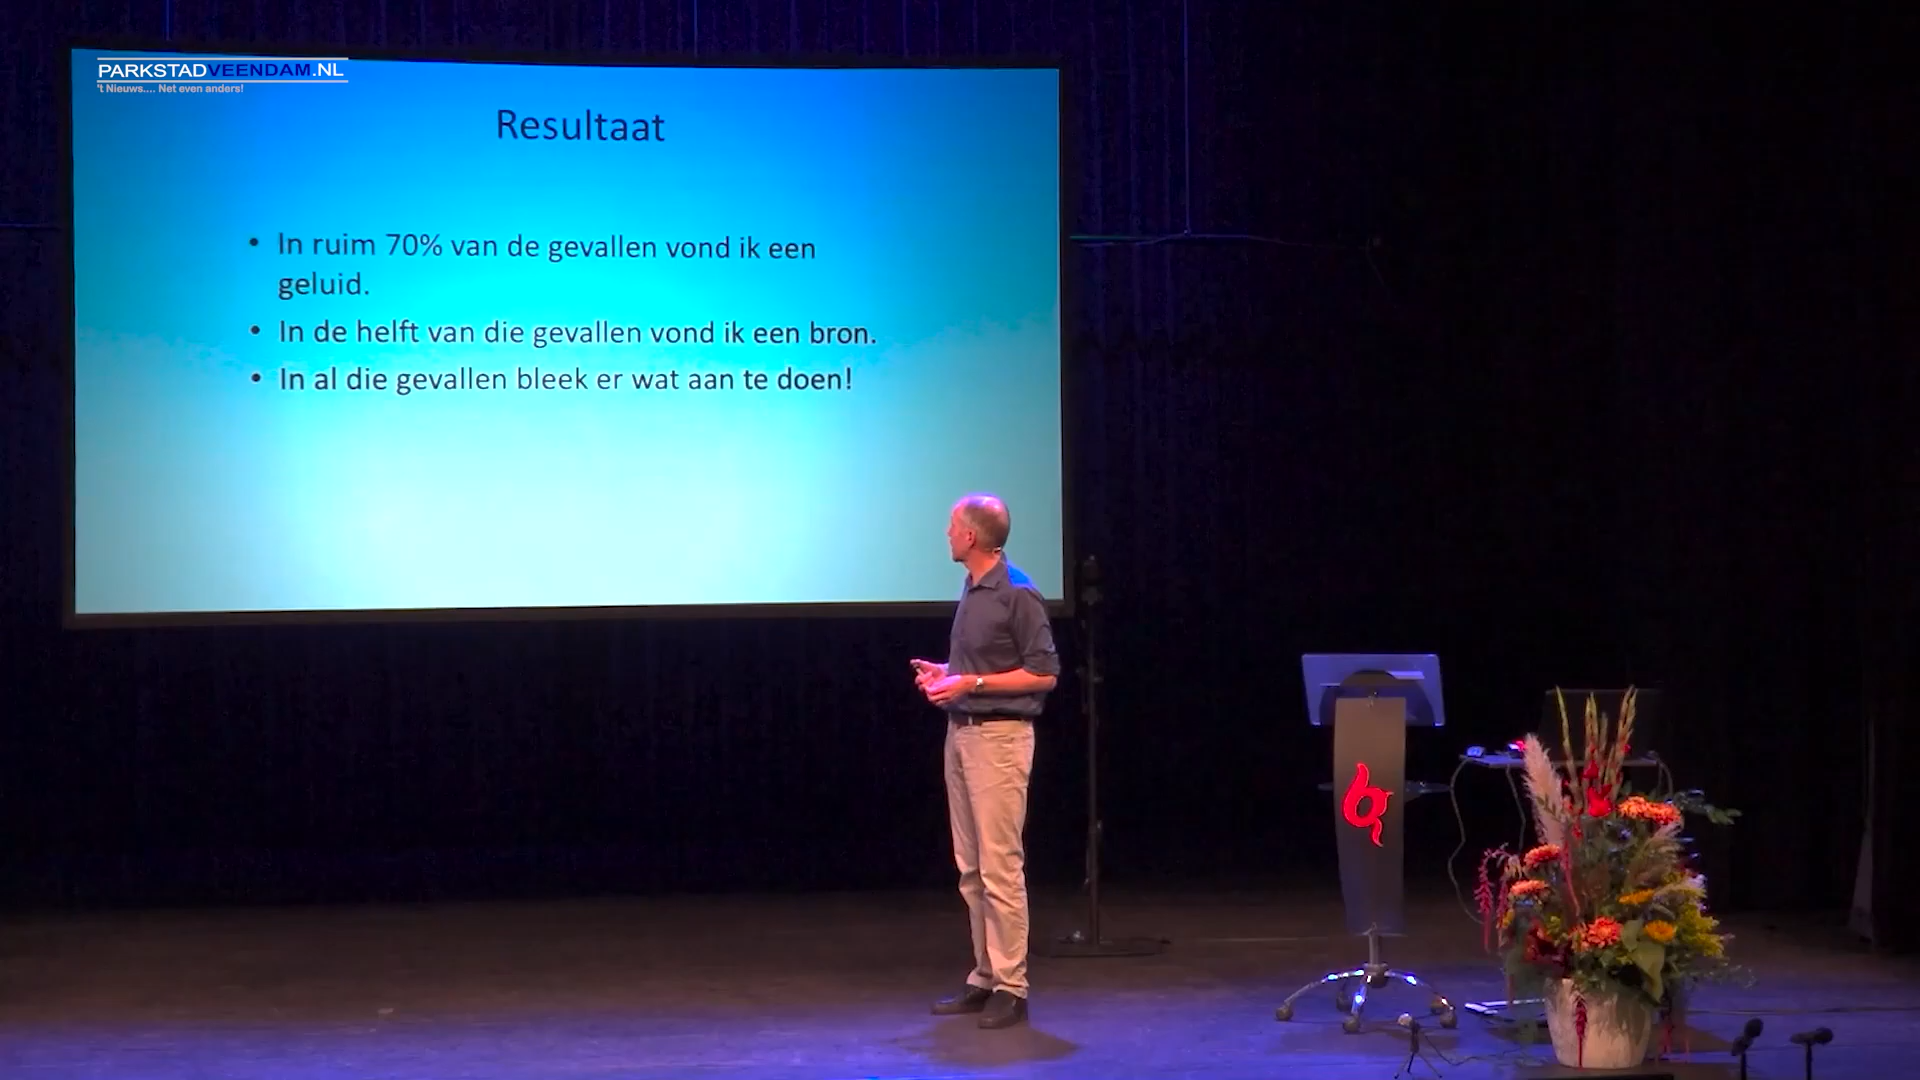 PARKSTADVEENDAM.NL
't Nieuws.... Net even anders!
Resultaat
• In ruim 70% van de gevallen vond ik een
geluid.
• In de helft van die gevallen vond ik een bron.
• In al die gevallen bleek er wat aan te doen!